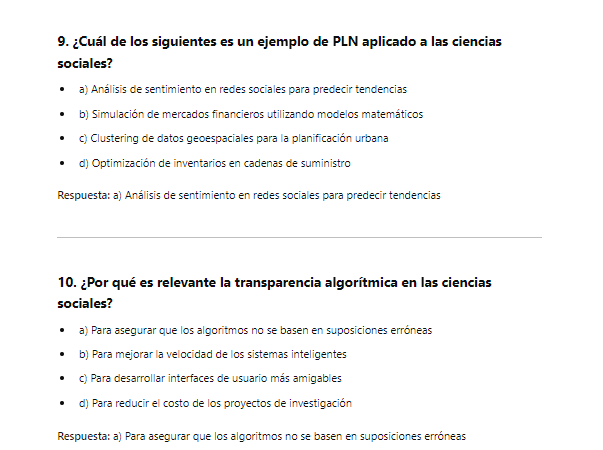 9. ¿Cuál de los siguientes es un ejemplo de PLN aplicado a las ciencias
sociales?
• a) Análisis de sentimiento en redes sociales para predecir tendencias
• b) Simulación de mercados financieros utilizando modelos matemáticos
• c) Clustering de datos geoespaciales para la planificación urbana
• d) Optimización de inventarios en cadenas de suministro
Respuesta: a) Análisis de sentimiento en redes sociales para predecir tendencias
10. ¿Por qué es relevante la transparencia algorítmica en las ciencias
sociales?
• a) Para asegurar que los algoritmos no se basen en suposiciones erróneas
• b) Para mejorar la velocidad de los sistemas inteligentes
• c) Para desarrollar interfaces de usuario más amigables
• d) Para reducir el costo de los proyectos de investigación
Respuesta: a) Para asegurar que los algoritmos no se basen en suposiciones erróneas